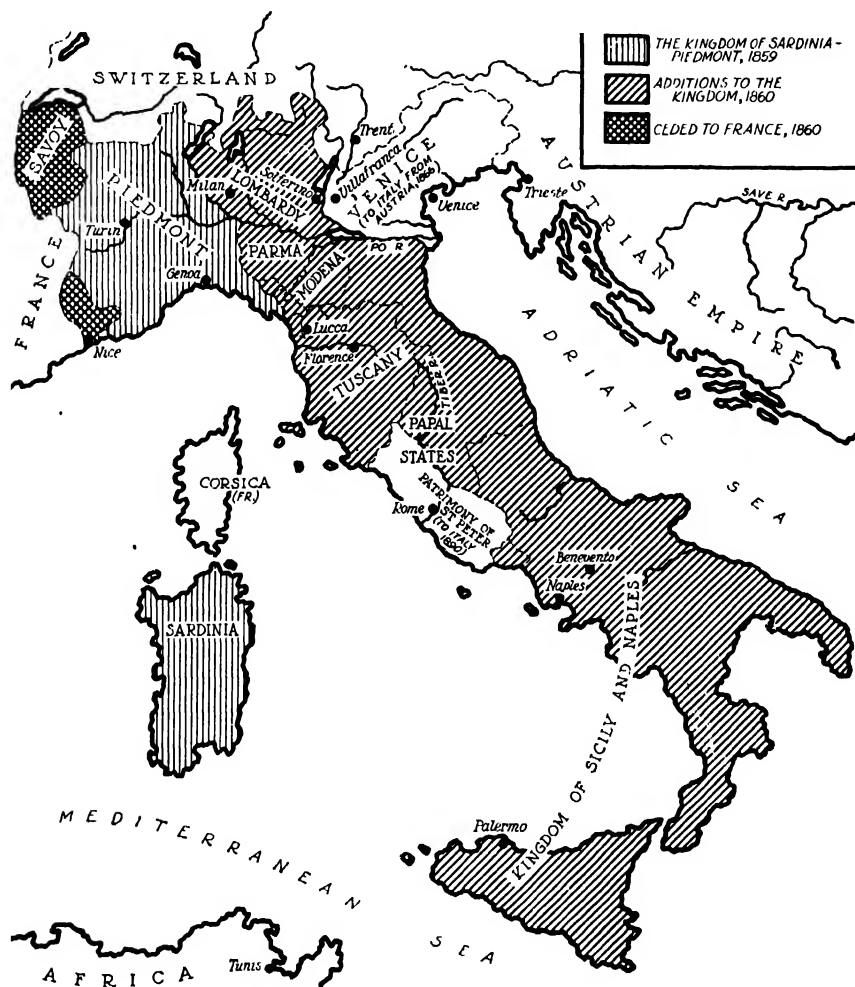 THE KINGDOM OF SARDINIA-
PIEDMONT, 1859
ADDITIONS TO THE
KINGDOM, 1860
CEDED TO FRANCE, 1860
SWITZERLAND
SAVOY
PIEDMONT
Milan
Turin
Genoa
FRANCE
Nice
LOMBARDY
Solferino
Villafranca
Trent.
VENICE
(TO ITALY FROM
AUSTRIA, 1866)
Venice
Trieste
AUSTRIAN EMPIRE
SAVE R.
PO R.
PARMA
MODENA
Lucca
Florence
TUSCANY
TIBER R.
PAPAL
STATES
ADRIATIC SEA
CORSICA
(FR.)
Rome
PATRIMONY OF
ST PETER
(TO ITALY
Benevento
Naples
SARDINIA
KINGDOM OF SICILY AND NAPLES
Palermo
MEDITERRANEAN
SEA
AFRICA
Tunis